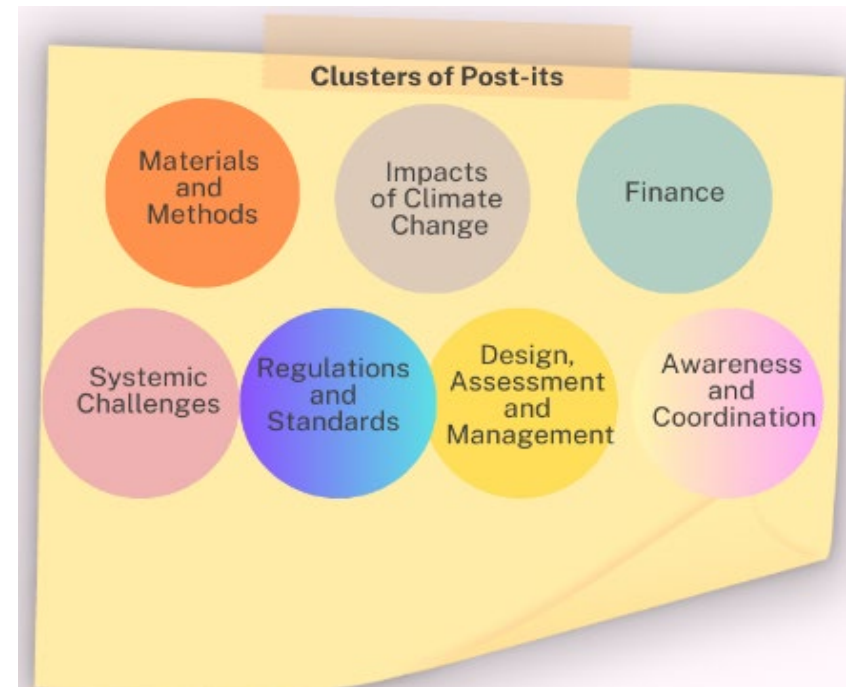 Clusters of Post-its
Materials
and
Methods
Impacts
of Climate
Change
Finance
Systemic
Challenges
Regulations
and
Standards
Design,
Assessment
and
Management
Awareness
and
Coordination